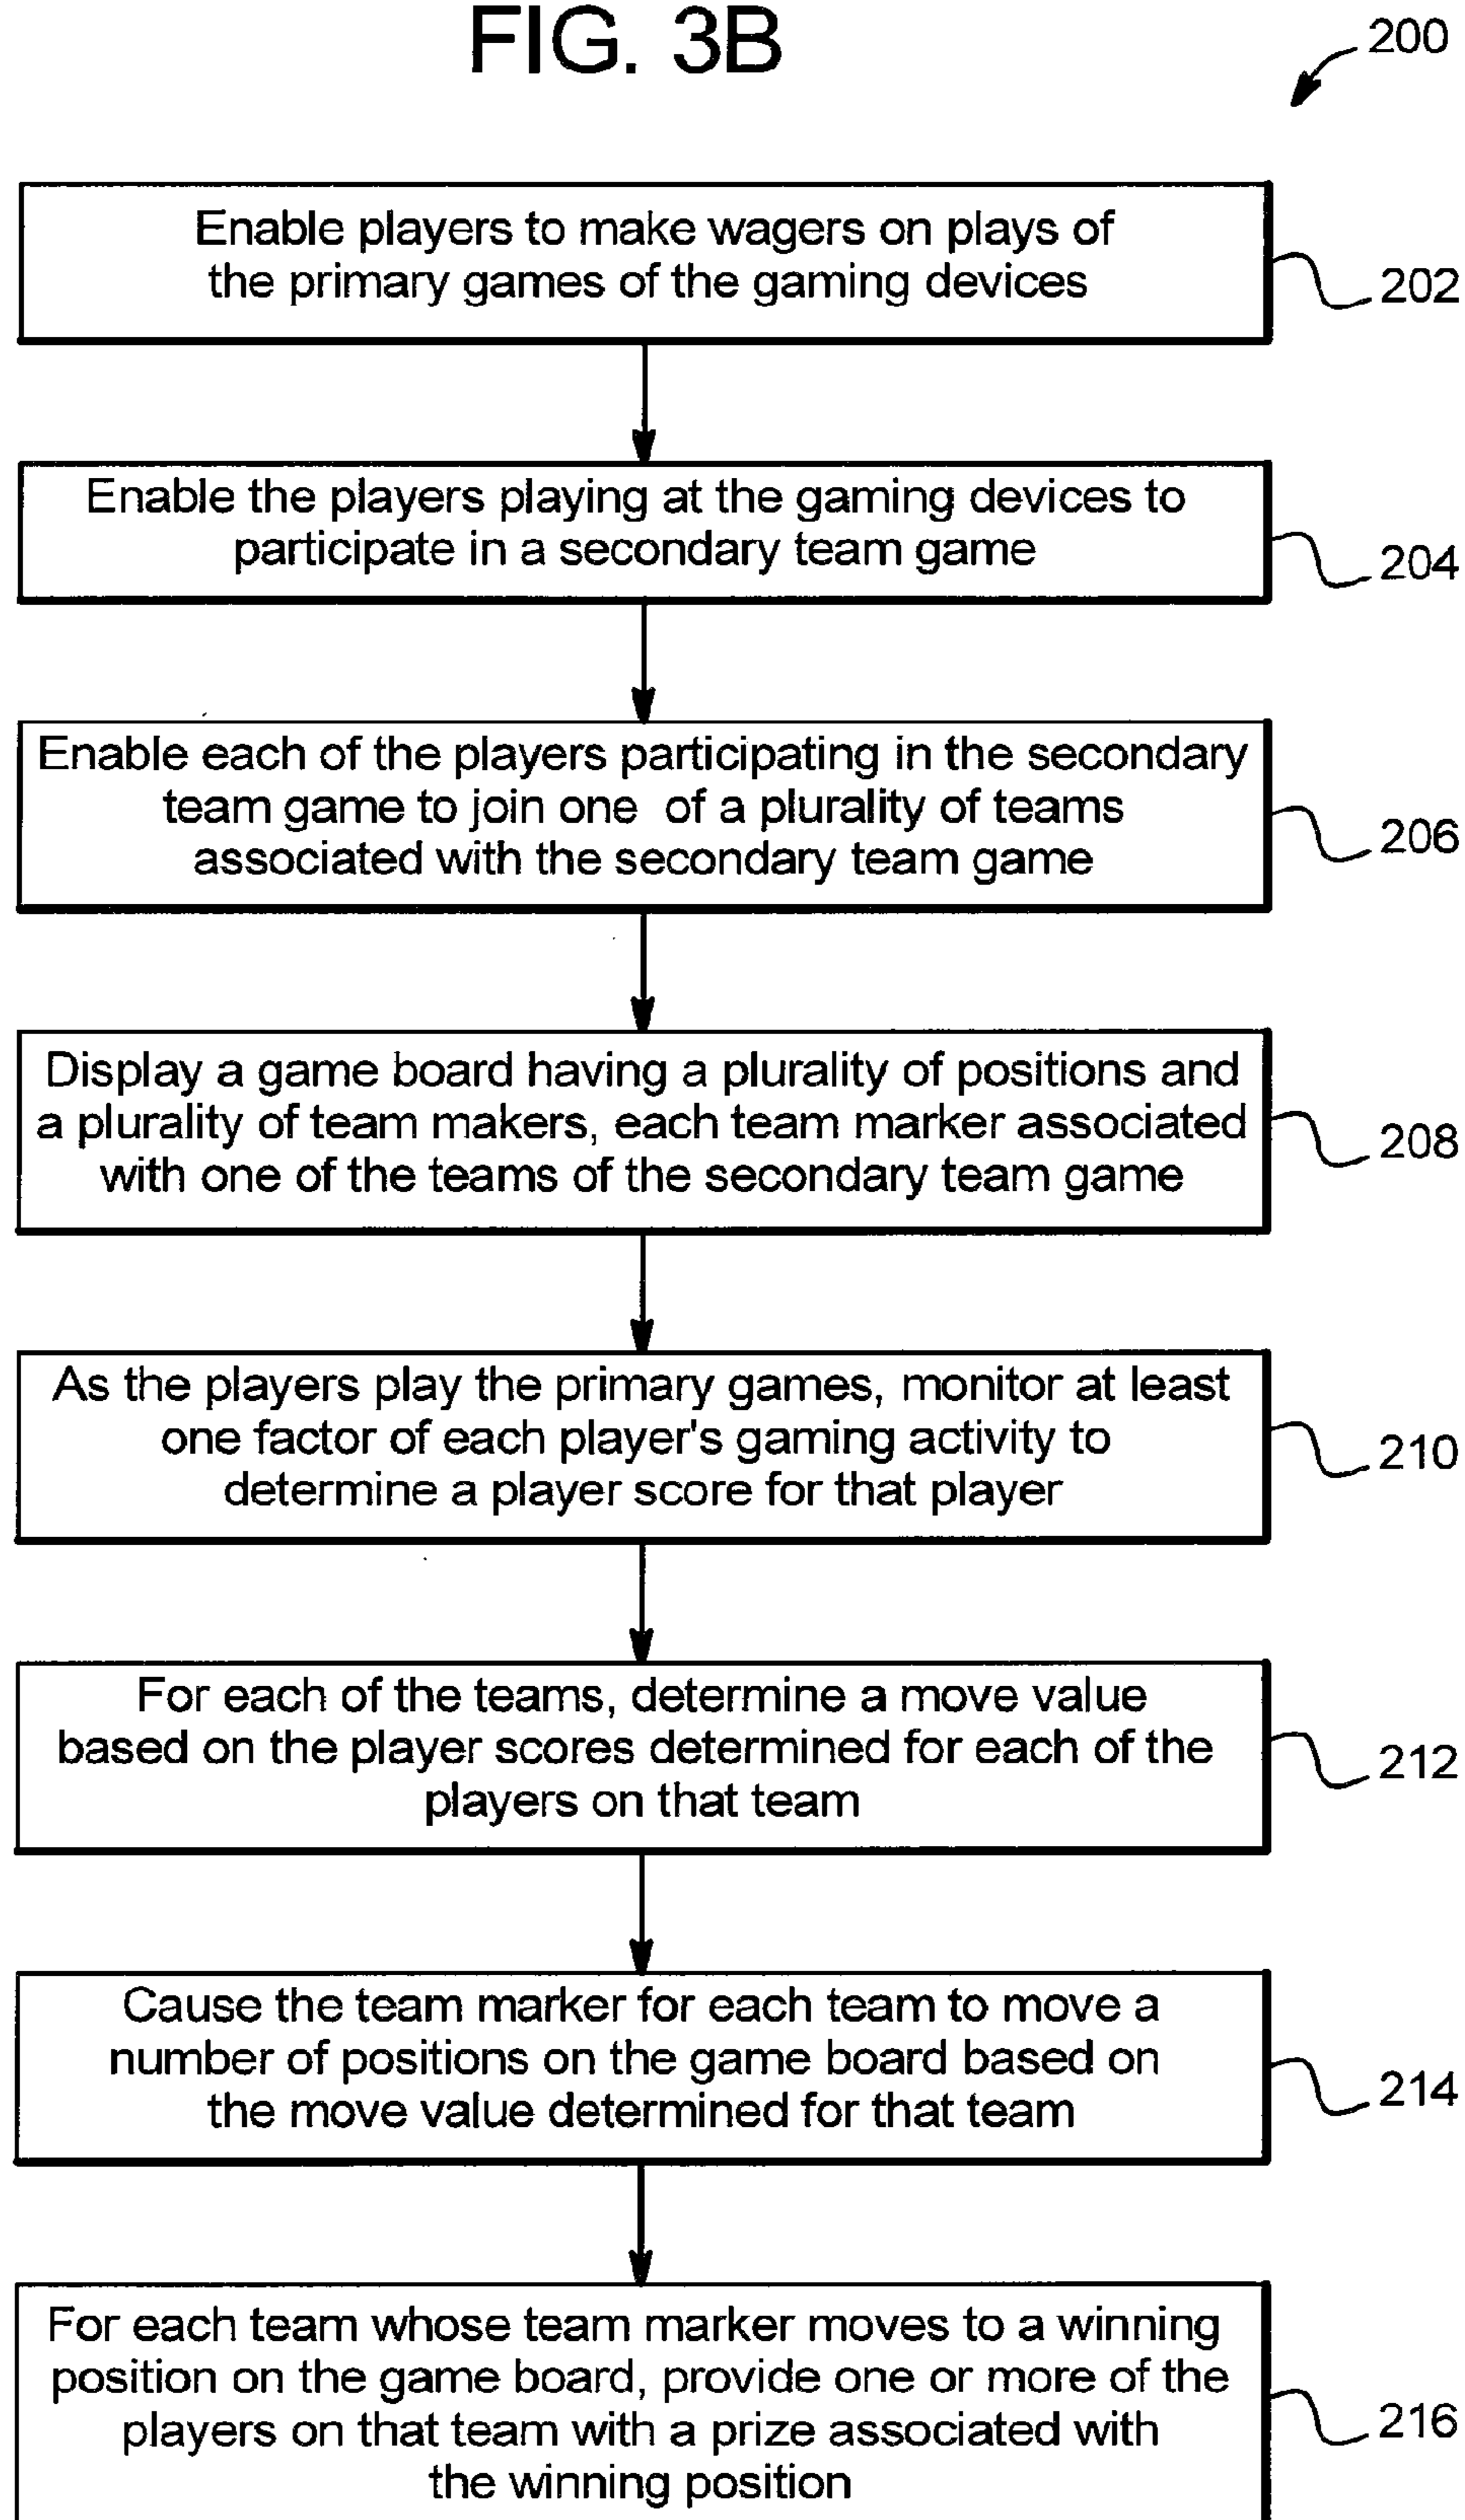 FIG. 3B
200
Enable players to make wagers on plays of
the primary games of the gaming devices
202
Enable the players playing at the gaming devices to
participate in a secondary team game
204
Enable each of the players participating in the secondary
team game to join one of a plurality of teams
associated with the secondary team game
206
Display a game board having a plurality of positions and
a plurality of team makers, each team marker associated
with one of the teams of the secondary team game
208
As the players play the primary games, monitor at least
one factor of each player's gaming activity to
determine a player score for that player
210
For each of the teams, determine a move value
based on the player scores determined for each of the
players on that team
212
Cause the team marker for each team to move a
number of positions on the game board based on
the move value determined for that team
214
For each team whose team marker moves to a winning
position on the game board, provide one or more of the
players on that team with a prize associated with
the winning position
216